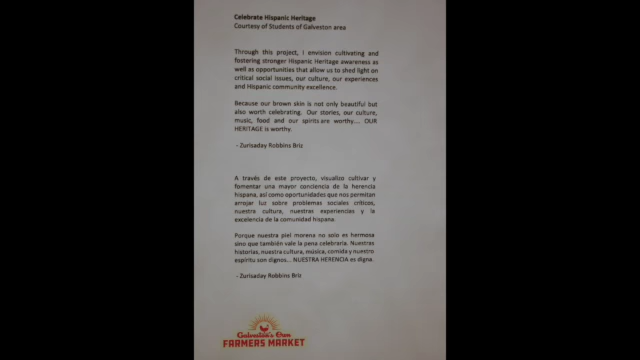 Celebrate Hispanic Heritage
Courtesy of Students of Galveston area
Through this project, I envision cultivating and
fostering stronger Hispanic Heritage awareness as
well as opportunities that allow us to shed light on
critical social issues, our culture, our experiences
and Hispanic community excellence.
Because our brown skin is not only beautiful but
also worth celebrating. Our stories, our culture,
music, food and our spirits are worthy.... OUR
HERITAGE is worthy.
- Zurisaday Robbins Briz
A través de este proyecto, visualizo cultivar y
fomentar una mayor conciencia de la herencia
hispana, así como oportunidades que nos permitan
arrojar luz sobre problemas sociales críticos,
nuestra cultura, nuestras experiencias y la
excelencia de la comunidad hispana.
Porque nuestra piel morena no solo es hermosa
sino que también vale la pena celebrarla. Nuestras
historias, nuestra cultura, música, comida y nuestro
espíritu son dignos... NUESTRA HERENCIA es digna.
- Zurisaday Robbins Briz
Galveston's Own
FARMERS MARKET